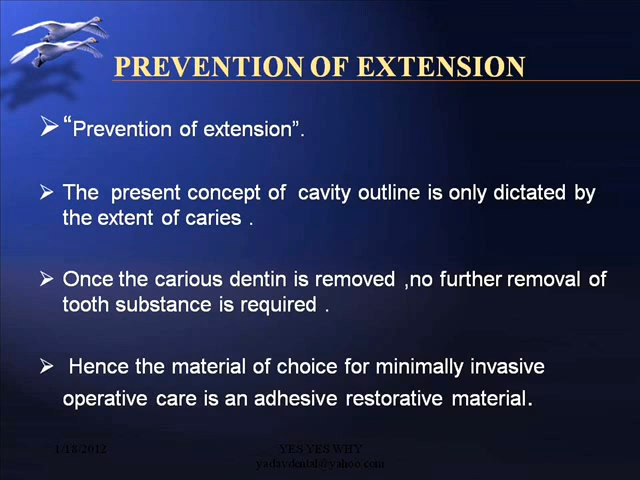 PREVENTION OF EXTENSION
“Prevention of extension”.
The present concept of cavity outline is only dictated by
the extent of caries .
Once the carious dentin is removed ,no further removal of
tooth substance is required .
Hence the material of choice for minimally invasive
operative care is an adhesive restorative material.
1/18/2012
YES YES WHY
yadavdental@yahoo.com